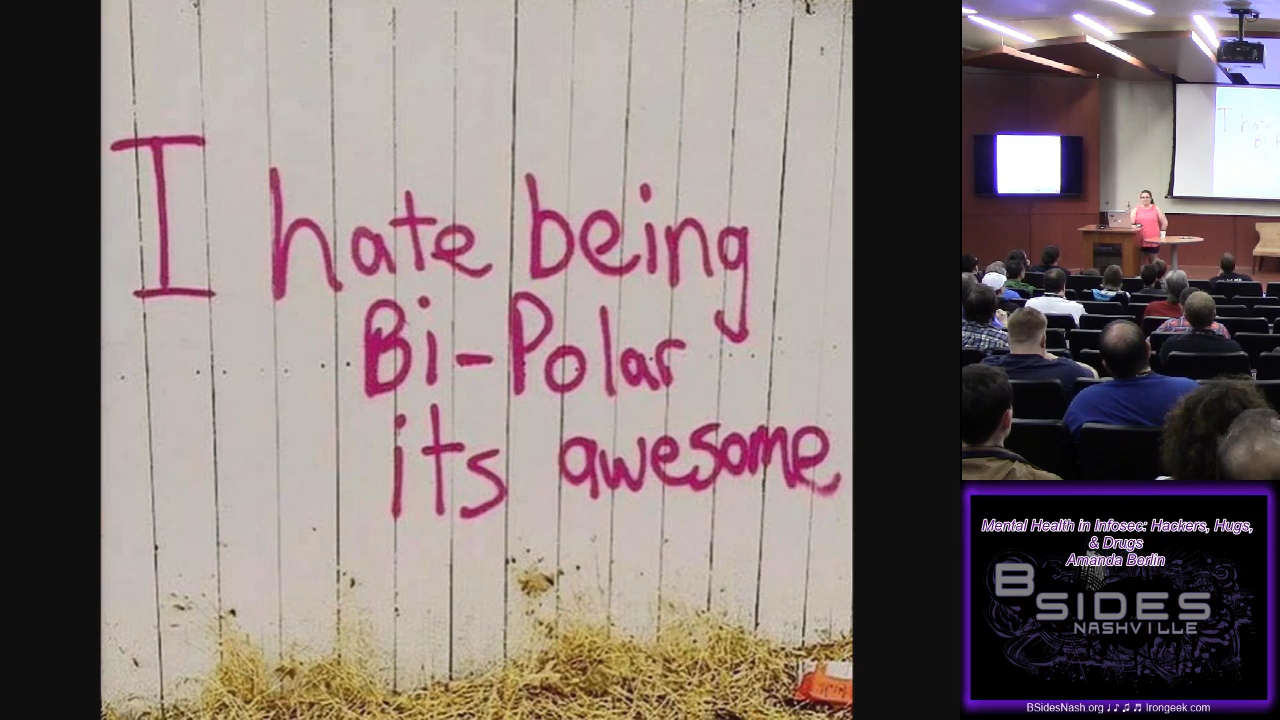 I hate being
Bi-Polar
its awesome
Mental Health in Infosec: Hackers, Hugs,
& Drugs
Amanda Berlin
BSIDES
NASHVILLE
BSidesNash.org ♩ ♪ ♫ ♬ Irongeek.com